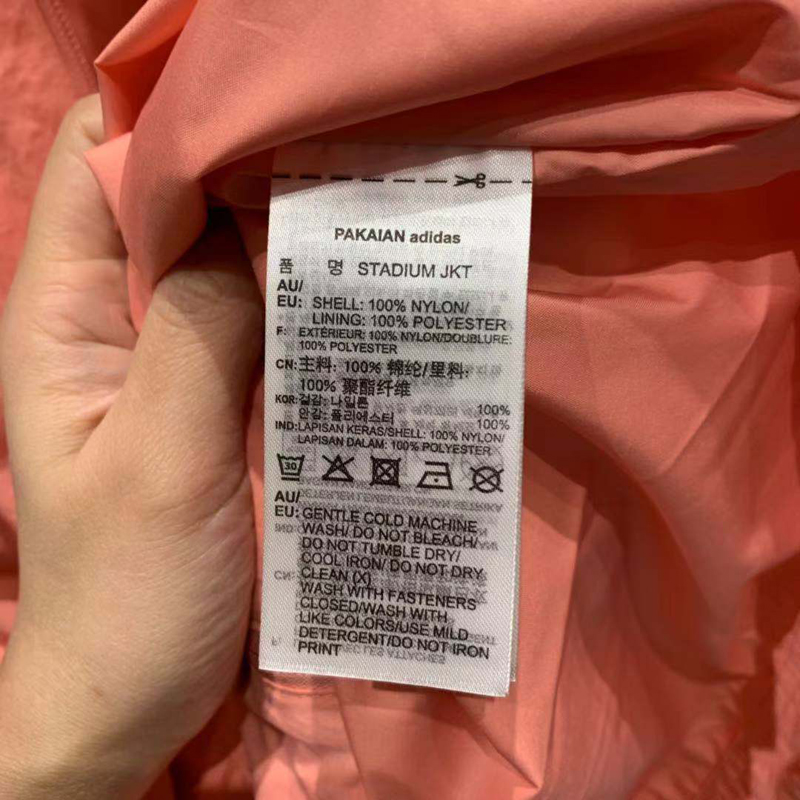 PAKAIAN adidas
품 명 STADIUM JKT
AU/
EU: SHELL: 100% NYLON/
LINING: 100% POLYESTER
F: EXTÉRIEUR: 100% NYLON/DOUBLURE:
100% POLYESTER
CN: 主料: 100% 锦纶/里料:
100% 聚酯纤维
KOR: 겉감: 나일론 100%
안감: 폴리에스터 100%
IND: LAPISAN KERAS/SHELL: 100% NYLON/
LAPISAN DALAM: 100% POLYESTER
30
AU/
EU: GENTLE COLD MACHINE
WASH/ DO NOT BLEACH/
DO NOT TUMBLE DRY/
COOL IRON/ DO NOT DRY
CLEAN (X)
WASH WITH FASTENERS
CLOSED/WASH WITH
LIKE COLORS/USE MILD
DETERGENT/DO NOT IRON
PRINT